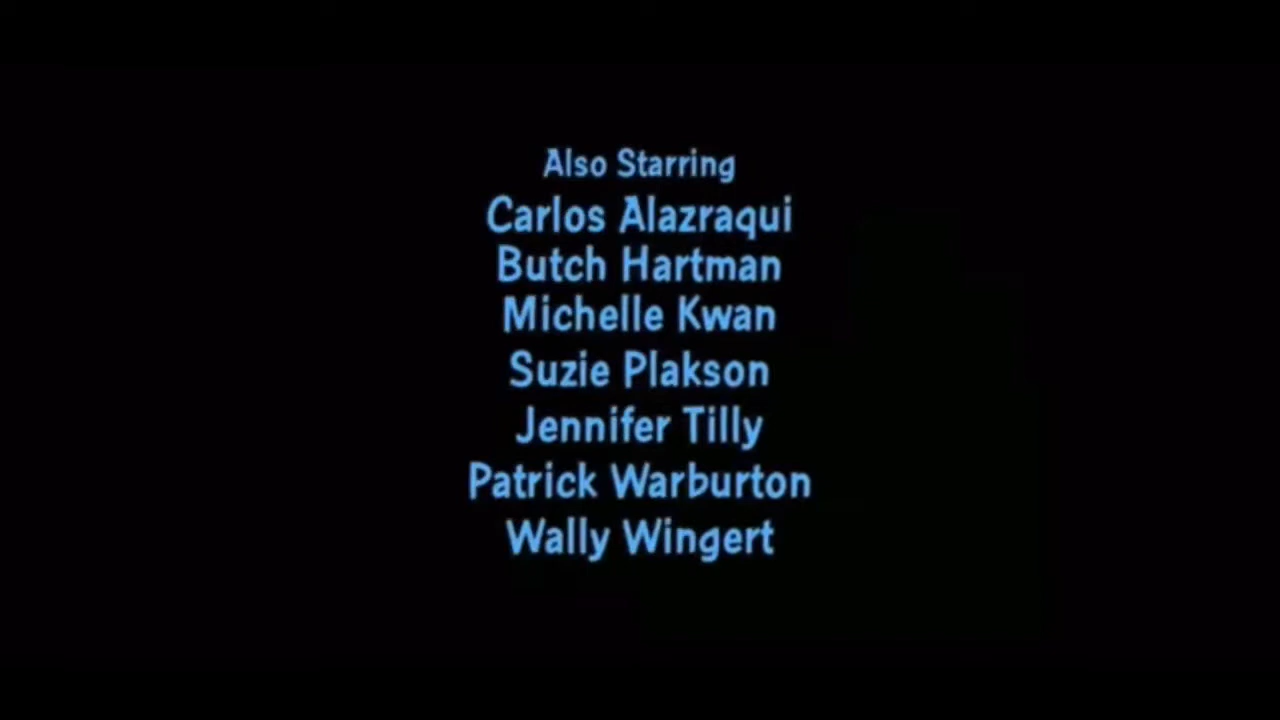 Also Starring
Carlos Alazraqui
Butch Hartman
Michelle Kwan
Suzie Plakson
Jennifer Tilly
Patrick Warburton
Wally Wingert